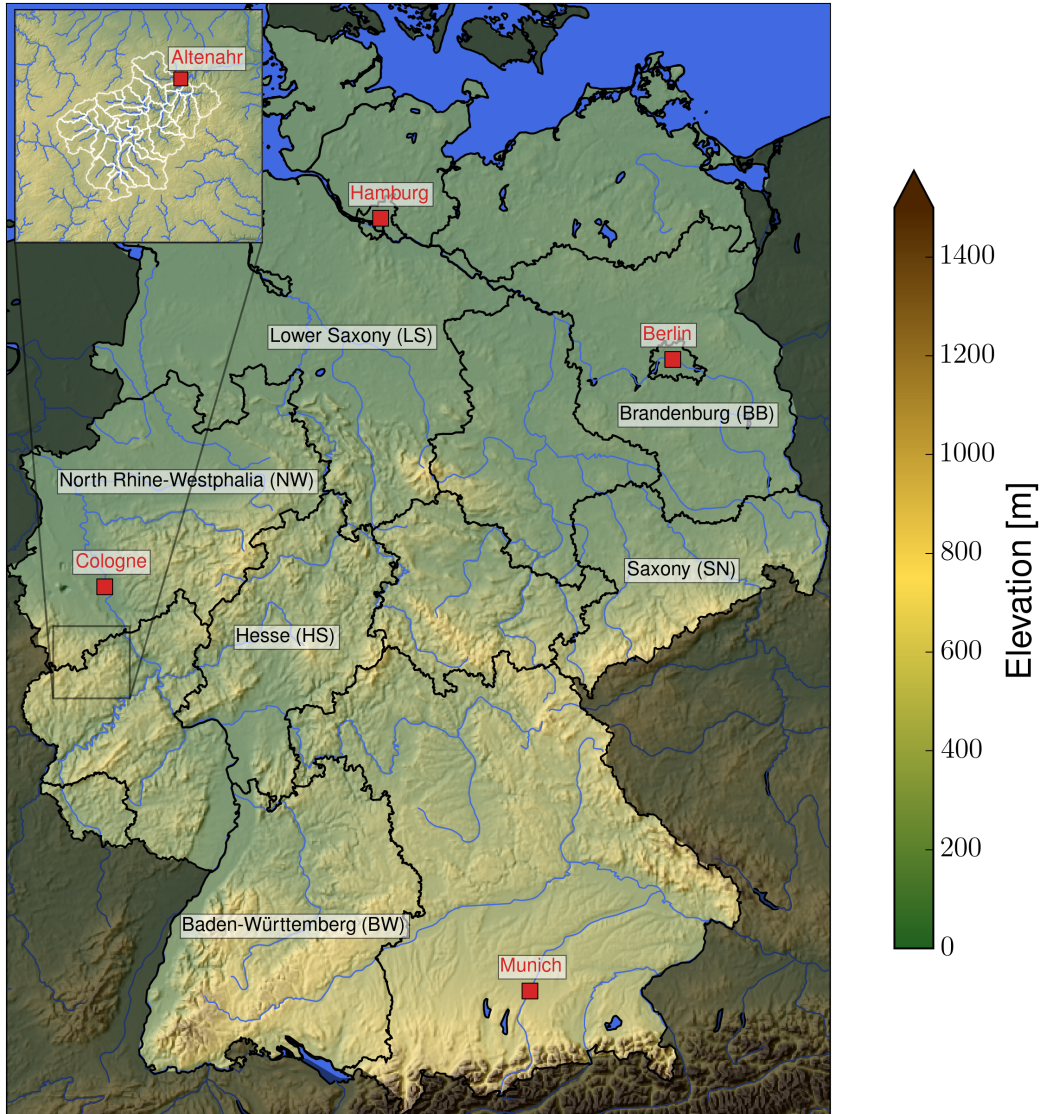 Altenahr
Hamburg
Lower Saxony (LS)
Berlin
Brandenburg (BB)
North Rhine-Westphalia (NW)
Cologne
Saxony (SN)
Hesse (HS)
Baden-Württemberg (BW)
Munich
1400
1200
1000
800
600
400
200
0
Elevation [m]